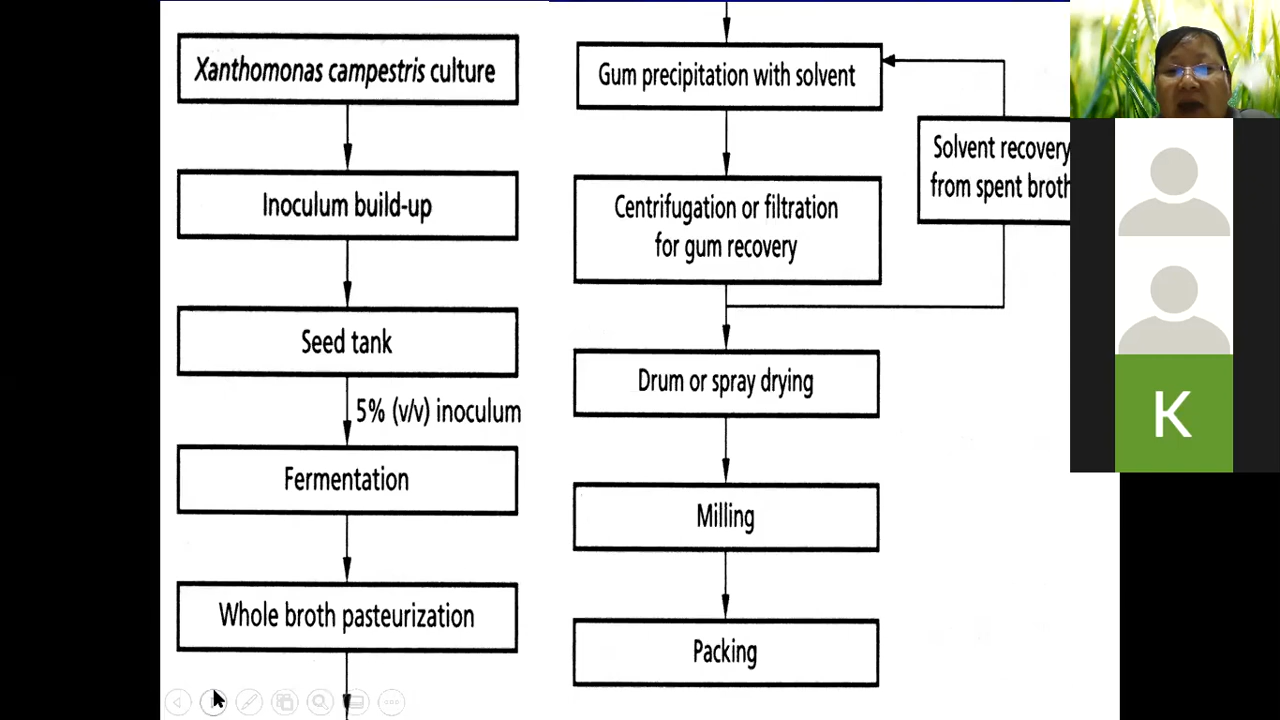 Xanthomonas campestris culture
Inoculum build-up
Seed tank
5% (v/v) inoculum
Fermentation
Whole broth pasteurization
Gum precipitation with solvent
Centrifugation or filtration
for gum recovery
Solvent recovery
from spent broth
Drum or spray drying
Milling
Packing
K